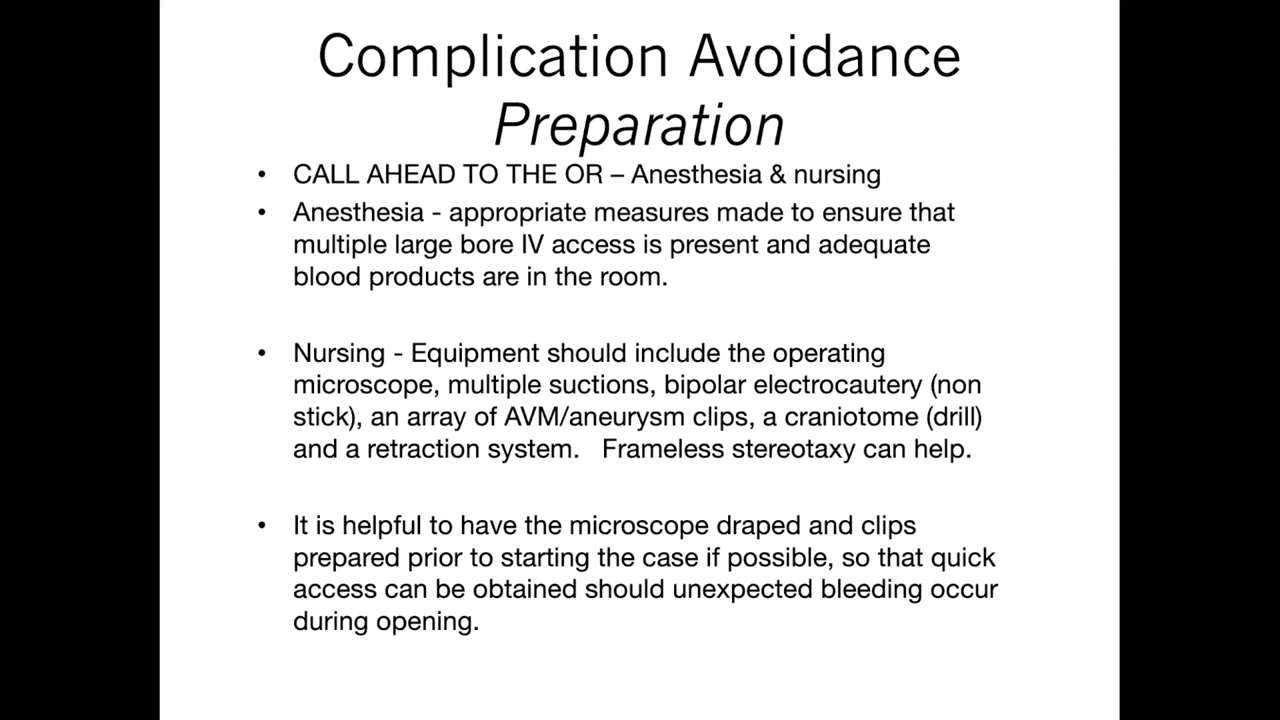 Complication Avoidance
Preparation
• CALL AHEAD TO THE OR – Anesthesia & nursing
• Anesthesia - appropriate measures made to ensure that
multiple large bore IV access is present and adequate
blood products are in the room.
• Nursing - Equipment should include the operating
microscope, multiple suctions, bipolar electrocautery (non
stick), an array of AVM/aneurysm clips, a craniotome (drill)
and a retraction system.   Frameless stereotaxy can help.
• It is helpful to have the microscope draped and clips
prepared prior to starting the case if possible, so that quick
access can be obtained should unexpected bleeding occur
during opening.